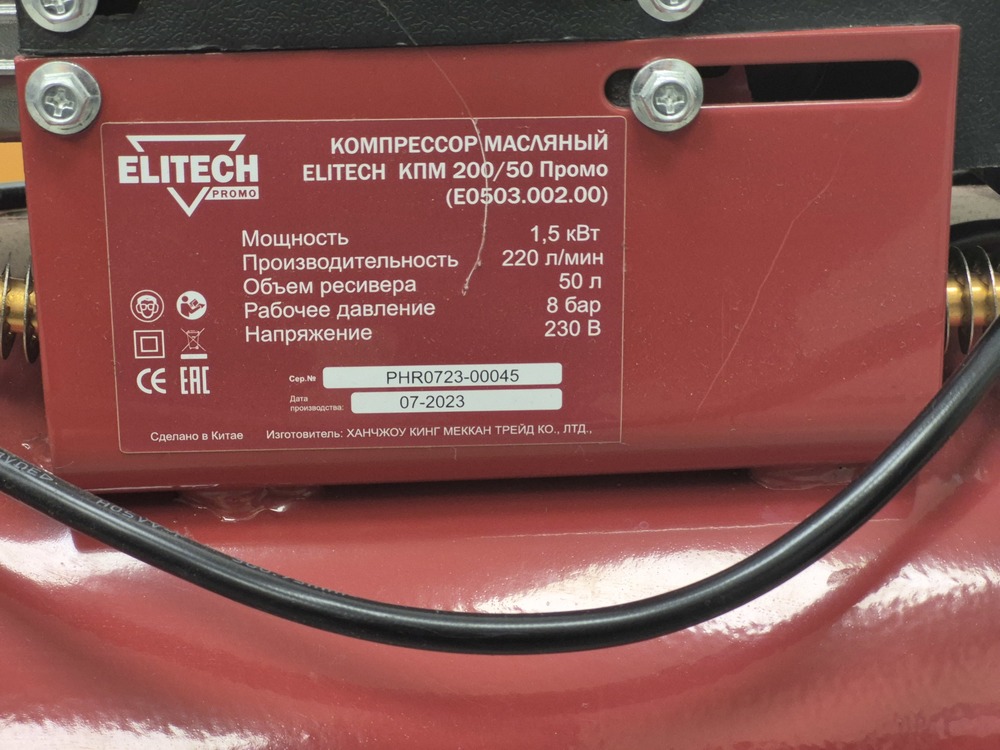 ELITECH
PROMO
КОМПРЕССОР МАСЛЯНЫЙ
ELITECH КПМ 200/50 Промо
(E0503.002.00)
Мощность 1,5 кВт
Производительность 220 л/мин
Объем ресивера 50 л
Рабочее давление 8 бар
Напряжение 230 В
CE EAC
Сер.№ PHR0723-00045
Дата
производства: 07-2023
Сделано в Китае Изготовитель: ХАНЧЖОУ КИНГ МЕККАН ТРЕЙД КО., ЛТД.,